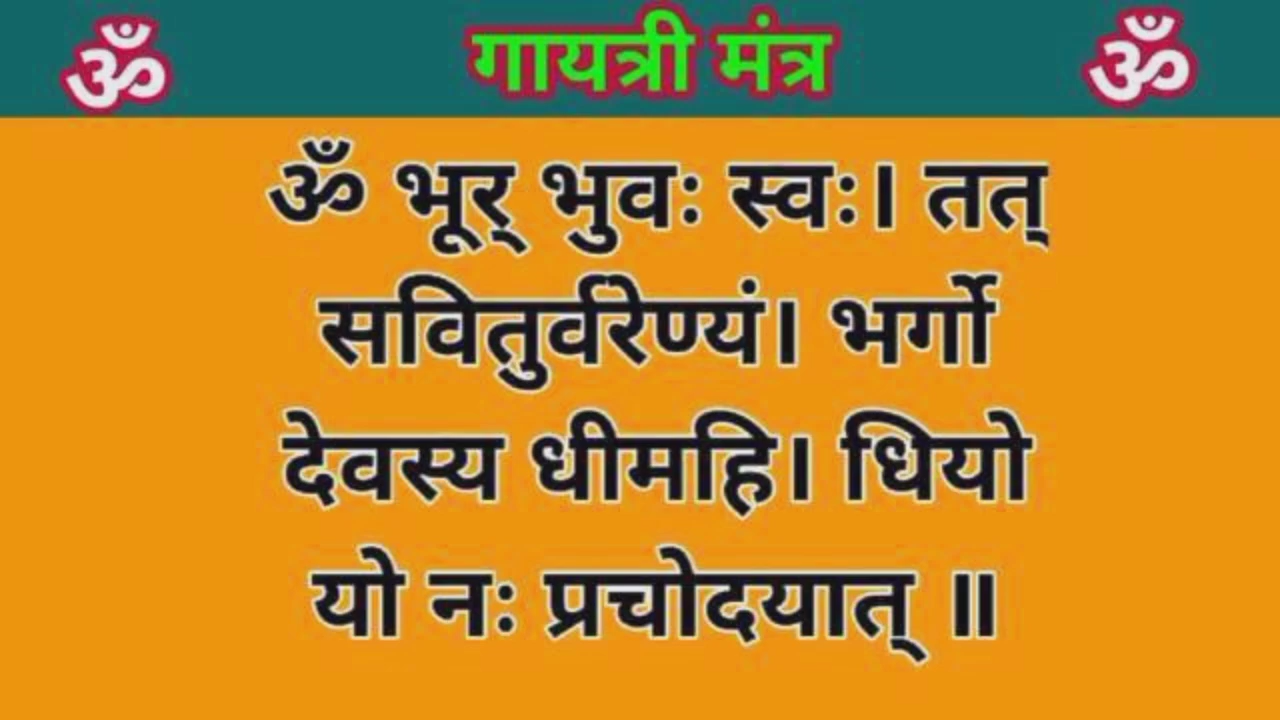 ॐ गायत्री मंत्र ॐ
ॐ भूर् भुवः स्वः। तत्
सवितुर्वरेण्यं। भर्गो
देवस्य धीमहि। धियो
यो नः प्रचोदयात् ॥